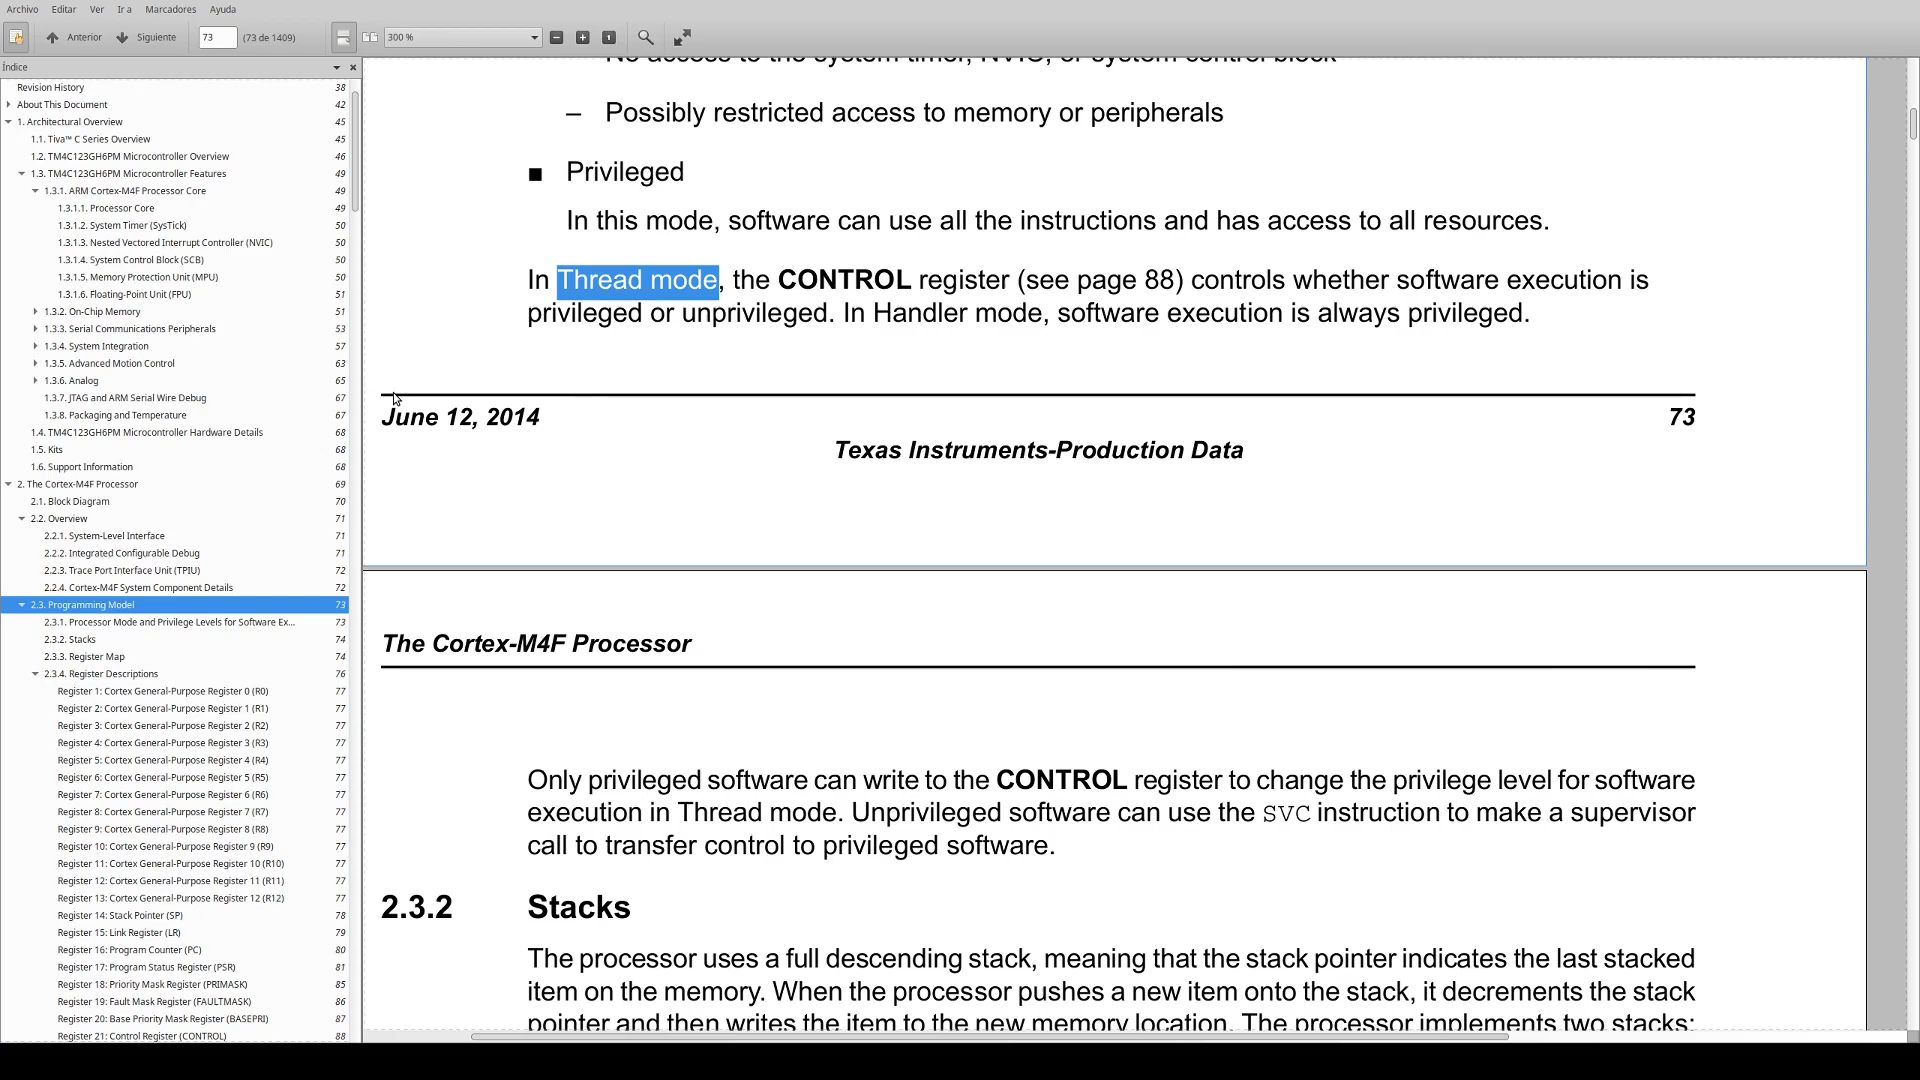 Archivo Editar Ver Ir a Marcadores Ayuda
Anterior Siguiente 73 (73 de 1409) 300 %
Índice
Revision History 38
About This Document 42
1. Architectural Overview 45
1.1. Tiva™ C Series Overview 45
1.2. TM4C123GH6PM Microcontroller Overview 46
1.3. TM4C123GH6PM Microcontroller Features 49
1.3.1. ARM Cortex-M4F Processor Core 49
1.3.1.1. Processor Core 49
1.3.1.2. System Timer (SysTick) 50
1.3.1.3. Nested Vectored Interrupt Controller (NVIC) 50
1.3.1.4. System Control Block (SCB) 50
1.3.1.5. Memory Protection Unit (MPU) 50
1.3.1.6. Floating-Point Unit (FPU) 51
1.3.2. On-Chip Memory 51
1.3.3. Serial Communications Peripherals 53
1.3.4. System Integration 57
1.3.5. Advanced Motion Control 63
1.3.6. Analog 65
1.3.7. JTAG and ARM Serial Wire Debug 67
1.3.8. Packaging and Temperature 67
1.4. TM4C123GH6PM Microcontroller Hardware Details 68
1.5. Kits 68
1.6. Support Information 68
2. The Cortex-M4F Processor 69
2.1. Block Diagram 70
2.2. Overview 71
2.2.1. System-Level Interface 71
2.2.2. Integrated Configurable Debug 71
2.2.3. Trace Port Interface Unit (TPIU) 72
2.2.4. Cortex-M4F System Component Details 72
2.3. Programming Model 73
2.3.1. Processor Mode and Privilege Levels for Software Ex... 73
2.3.2. Stacks 74
2.3.3. Register Map 74
2.3.4. Register Descriptions 76
Register 1: Cortex General-Purpose Register 0 (R0) 77
Register 2: Cortex General-Purpose Register 1 (R1) 77
Register 3: Cortex General-Purpose Register 2 (R2) 77
Register 4: Cortex General-Purpose Register 3 (R3) 77
Register 5: Cortex General-Purpose Register 4 (R4) 77
Register 6: Cortex General-Purpose Register 5 (R5) 77
Register 7: Cortex General-Purpose Register 6 (R6) 77
Register 8: Cortex General-Purpose Register 7 (R7) 77
Register 9: Cortex General-Purpose Register 8 (R8) 77
Register 10: Cortex General-Purpose Register 9 (R9) 77
Register 11: Cortex General-Purpose Register 10 (R10) 77
Register 12: Cortex General-Purpose Register 11 (R11) 77
Register 13: Cortex General-Purpose Register 12 (R12) 77
Register 14: Stack Pointer (SP) 78
Register 15: Link Register (LR) 79
Register 16: Program Counter (PC) 80
Register 17: Program Status Register (PSR) 81
Register 18: Priority Mask Register (PRIMASK) 85
Register 19: Fault Mask Register (FAULTMASK) 86
Register 20: Base Priority Mask Register (BASEPRI) 87
Register 21: Control Register (CONTROL) 88
No access to the system timer, NVIC, or system control block
– Possibly restricted access to memory or peripherals
■ Privileged
In this mode, software can use all the instructions and has access to all resources.
In Thread mode, the CONTROL register (see page 88) controls whether software execution is
privileged or unprivileged. In Handler mode, software execution is always privileged.
June 12, 2014 73
Texas Instruments-Production Data
The Cortex-M4F Processor
Only privileged software can write to the CONTROL register to change the privilege level for software
execution in Thread mode. Unprivileged software can use the SVC instruction to make a supervisor
call to transfer control to privileged software.
2.3.2 Stacks
The processor uses a full descending stack, meaning that the stack pointer indicates the last stacked
item on the memory. When the processor pushes a new item onto the stack, it decrements the stack
pointer and then writes the item to the new memory location. The processor implements two stacks: